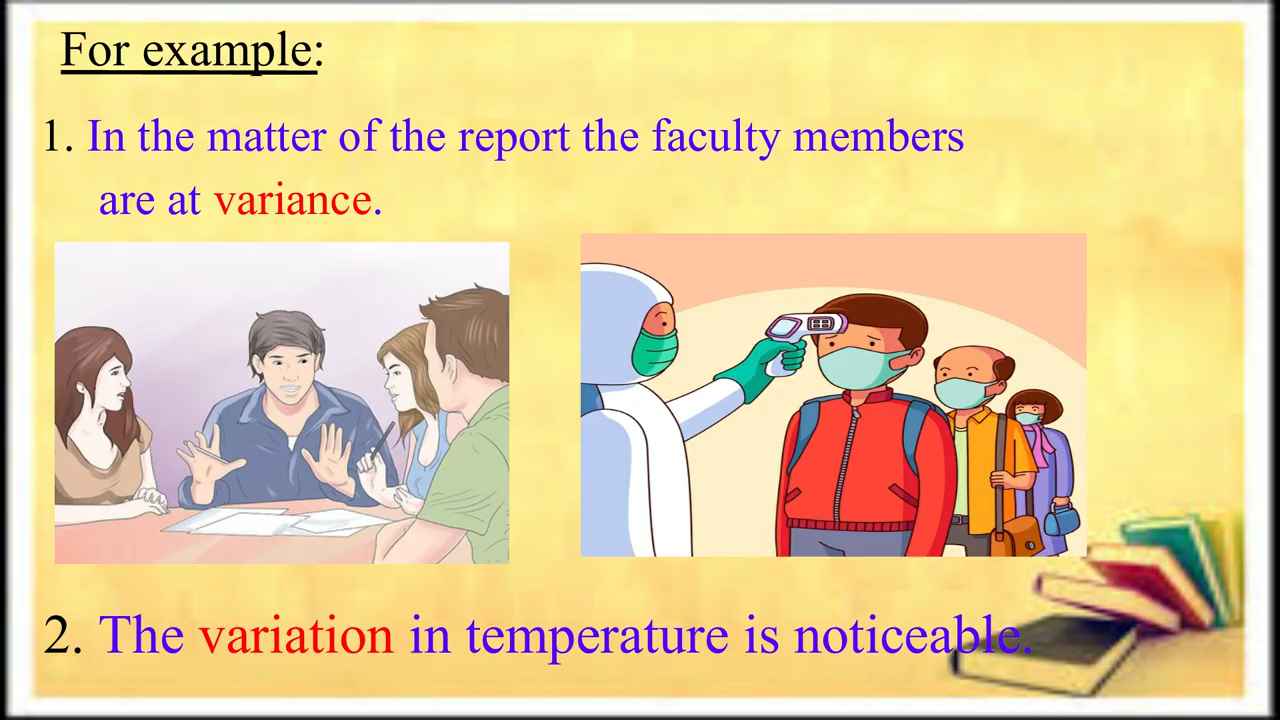 For example:
1. In the matter of the report the faculty members
are at variance.
2. The variation in temperature is noticeable.